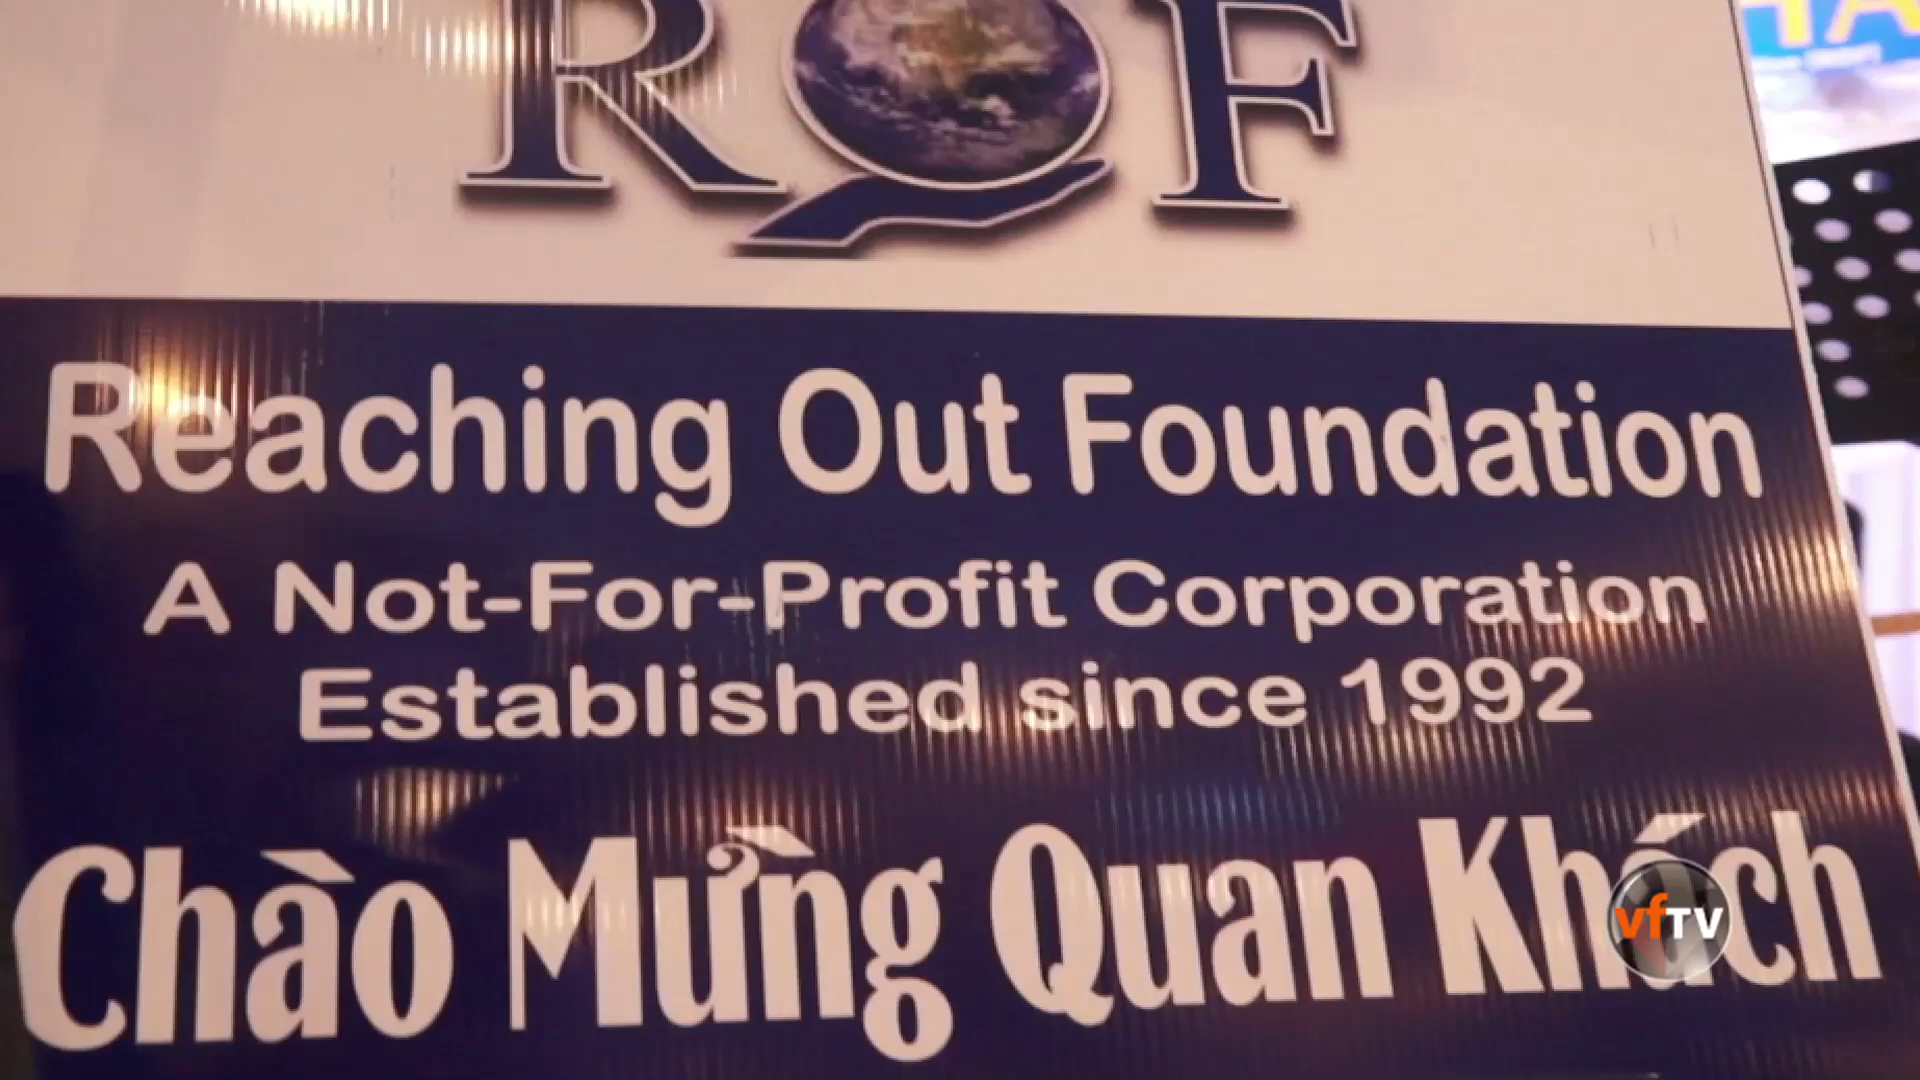 ROF
Reaching Out Foundation
A Not-For-Profit Corporation
Established since 1992
Chào Mừng Quan Khách
vfTV